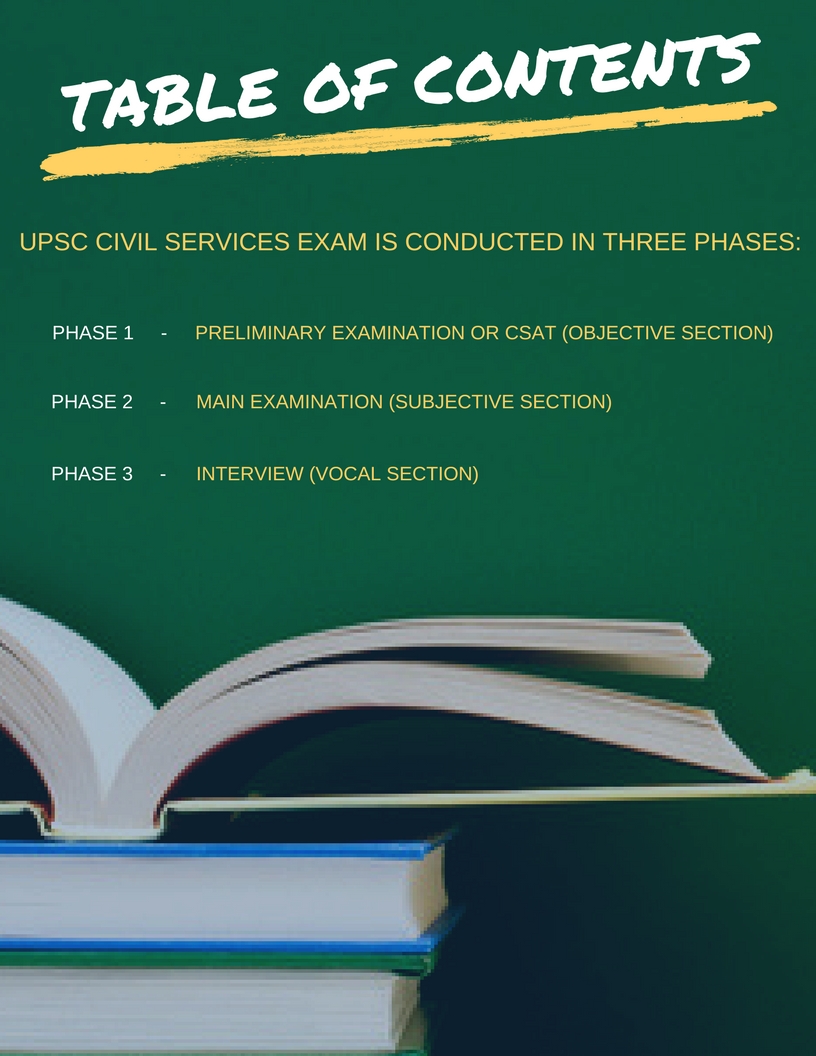 TABLE OF CONTENTS
UPSC CIVIL SERVICES EXAM IS CONDUCTED IN THREE PHASES:
PHASE 1 - PRELIMINARY EXAMINATION OR CSAT (OBJECTIVE SECTION)
PHASE 2 - MAIN EXAMINATION (SUBJECTIVE SECTION)
PHASE 3 - INTERVIEW (VOCAL SECTION)